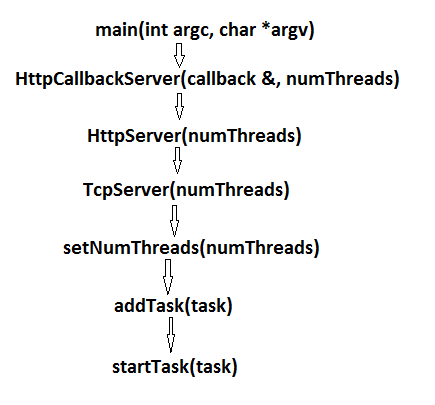 main(int argc, char *argv)
HttpCallbackServer(callback &, numThreads)
HttpServer(numThreads)
TcpServer(numThreads)
setNumThreads(numThreads)
addTask(task)
startTask(task)